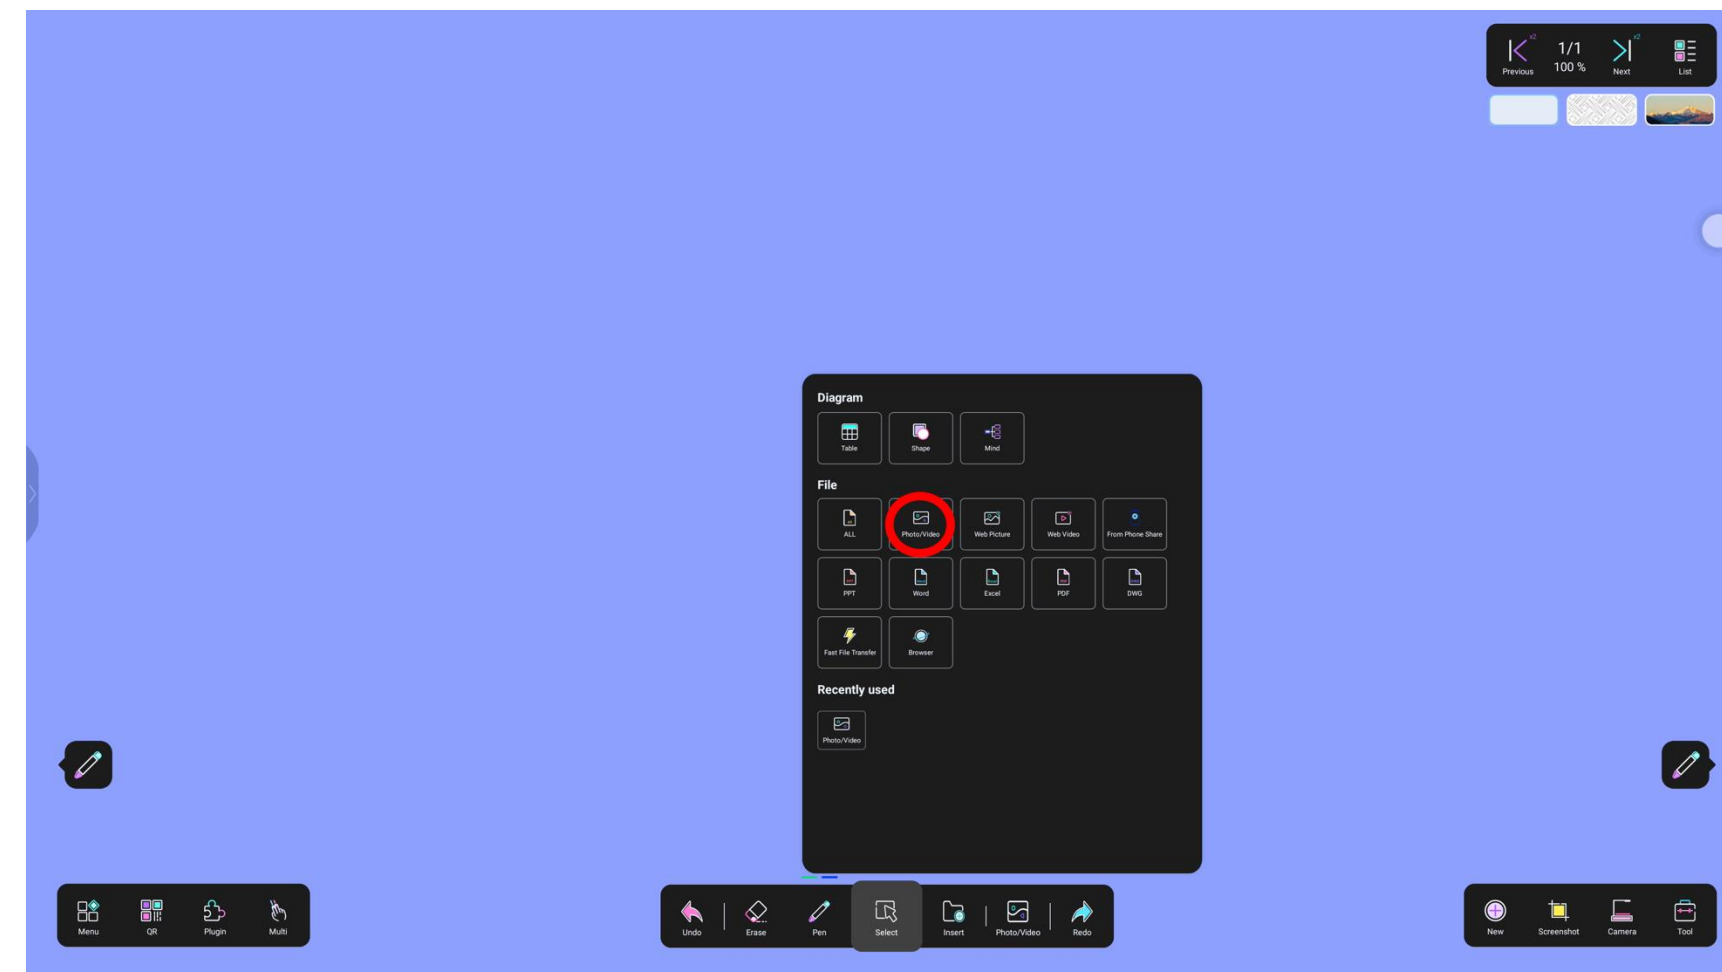 x2 1/1 x2
100 %
Previous Next List
Diagram
Table Shape Mind
File
ALL Photo/Video Web Picture Web Video From Phone Share
PPT Word Excel PDF DWG
Fast File Transfer Browser
Recently used
Photo/Video
Menu QR Plugin Multi
Undo Erase Pen Select Insert Photo/Video Redo
New Screenshot Camera Tool